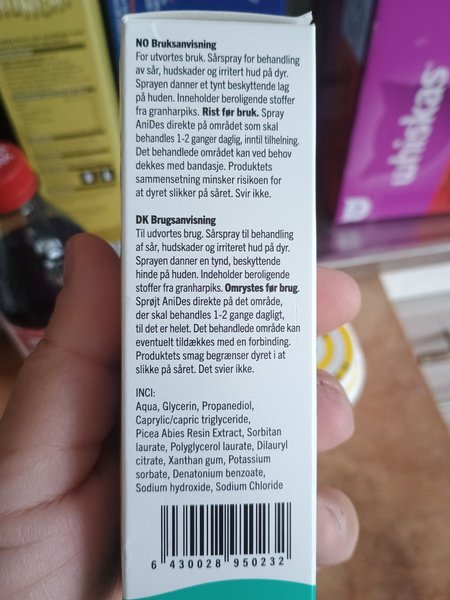 NO Bruksanvisning
For utvortes bruk. Sårspray for behandling
av sår, hudskader og irritert hud på dyr.
Sprayen danner et tynt beskyttende lag
på huden. Inneholder beroligende stoffer
fra granharpiks. Rist før bruk. Spray
AniDes direkte på området som skal
behandles 1-2 ganger daglig, inntil tilhelning.
Det behandlede området kan ved behov
dekkes med bandasje. Produktets
sammensetning minsker risikoen for
at dyret slikker på såret. Svir ikke.
DK Brugsanvisning
Til udvortes brug. Sårspray til behandling
af sår, hudskader og irriteret hud på dyr.
Sprayen danner en tynd, beskyttende
hinde på huden. Indeholder beroligende
stoffer fra granharpiks. Omrystes før brug.
Sprøjt AniDes direkte på det område,
der skal behandles 1-2 gange dagligt,
til det er helet. Det behandlede område kan
eventuelt tildækkes med en forbinding.
Produktets smag begrænser dyret i at
slikke på såret. Det svier ikke.
INCI:
Aqua, Glycerin, Propanediol,
Caprylic/capric triglyceride,
Picea Abies Resin Extract, Sorbitan
laurate, Polyglycerol laurate, Dilauryl
citrate, Xanthan gum, Potassium
sorbate, Denatonium benzoate,
Sodium hydroxide, Sodium Chloride
6 430028 950232
whiskas